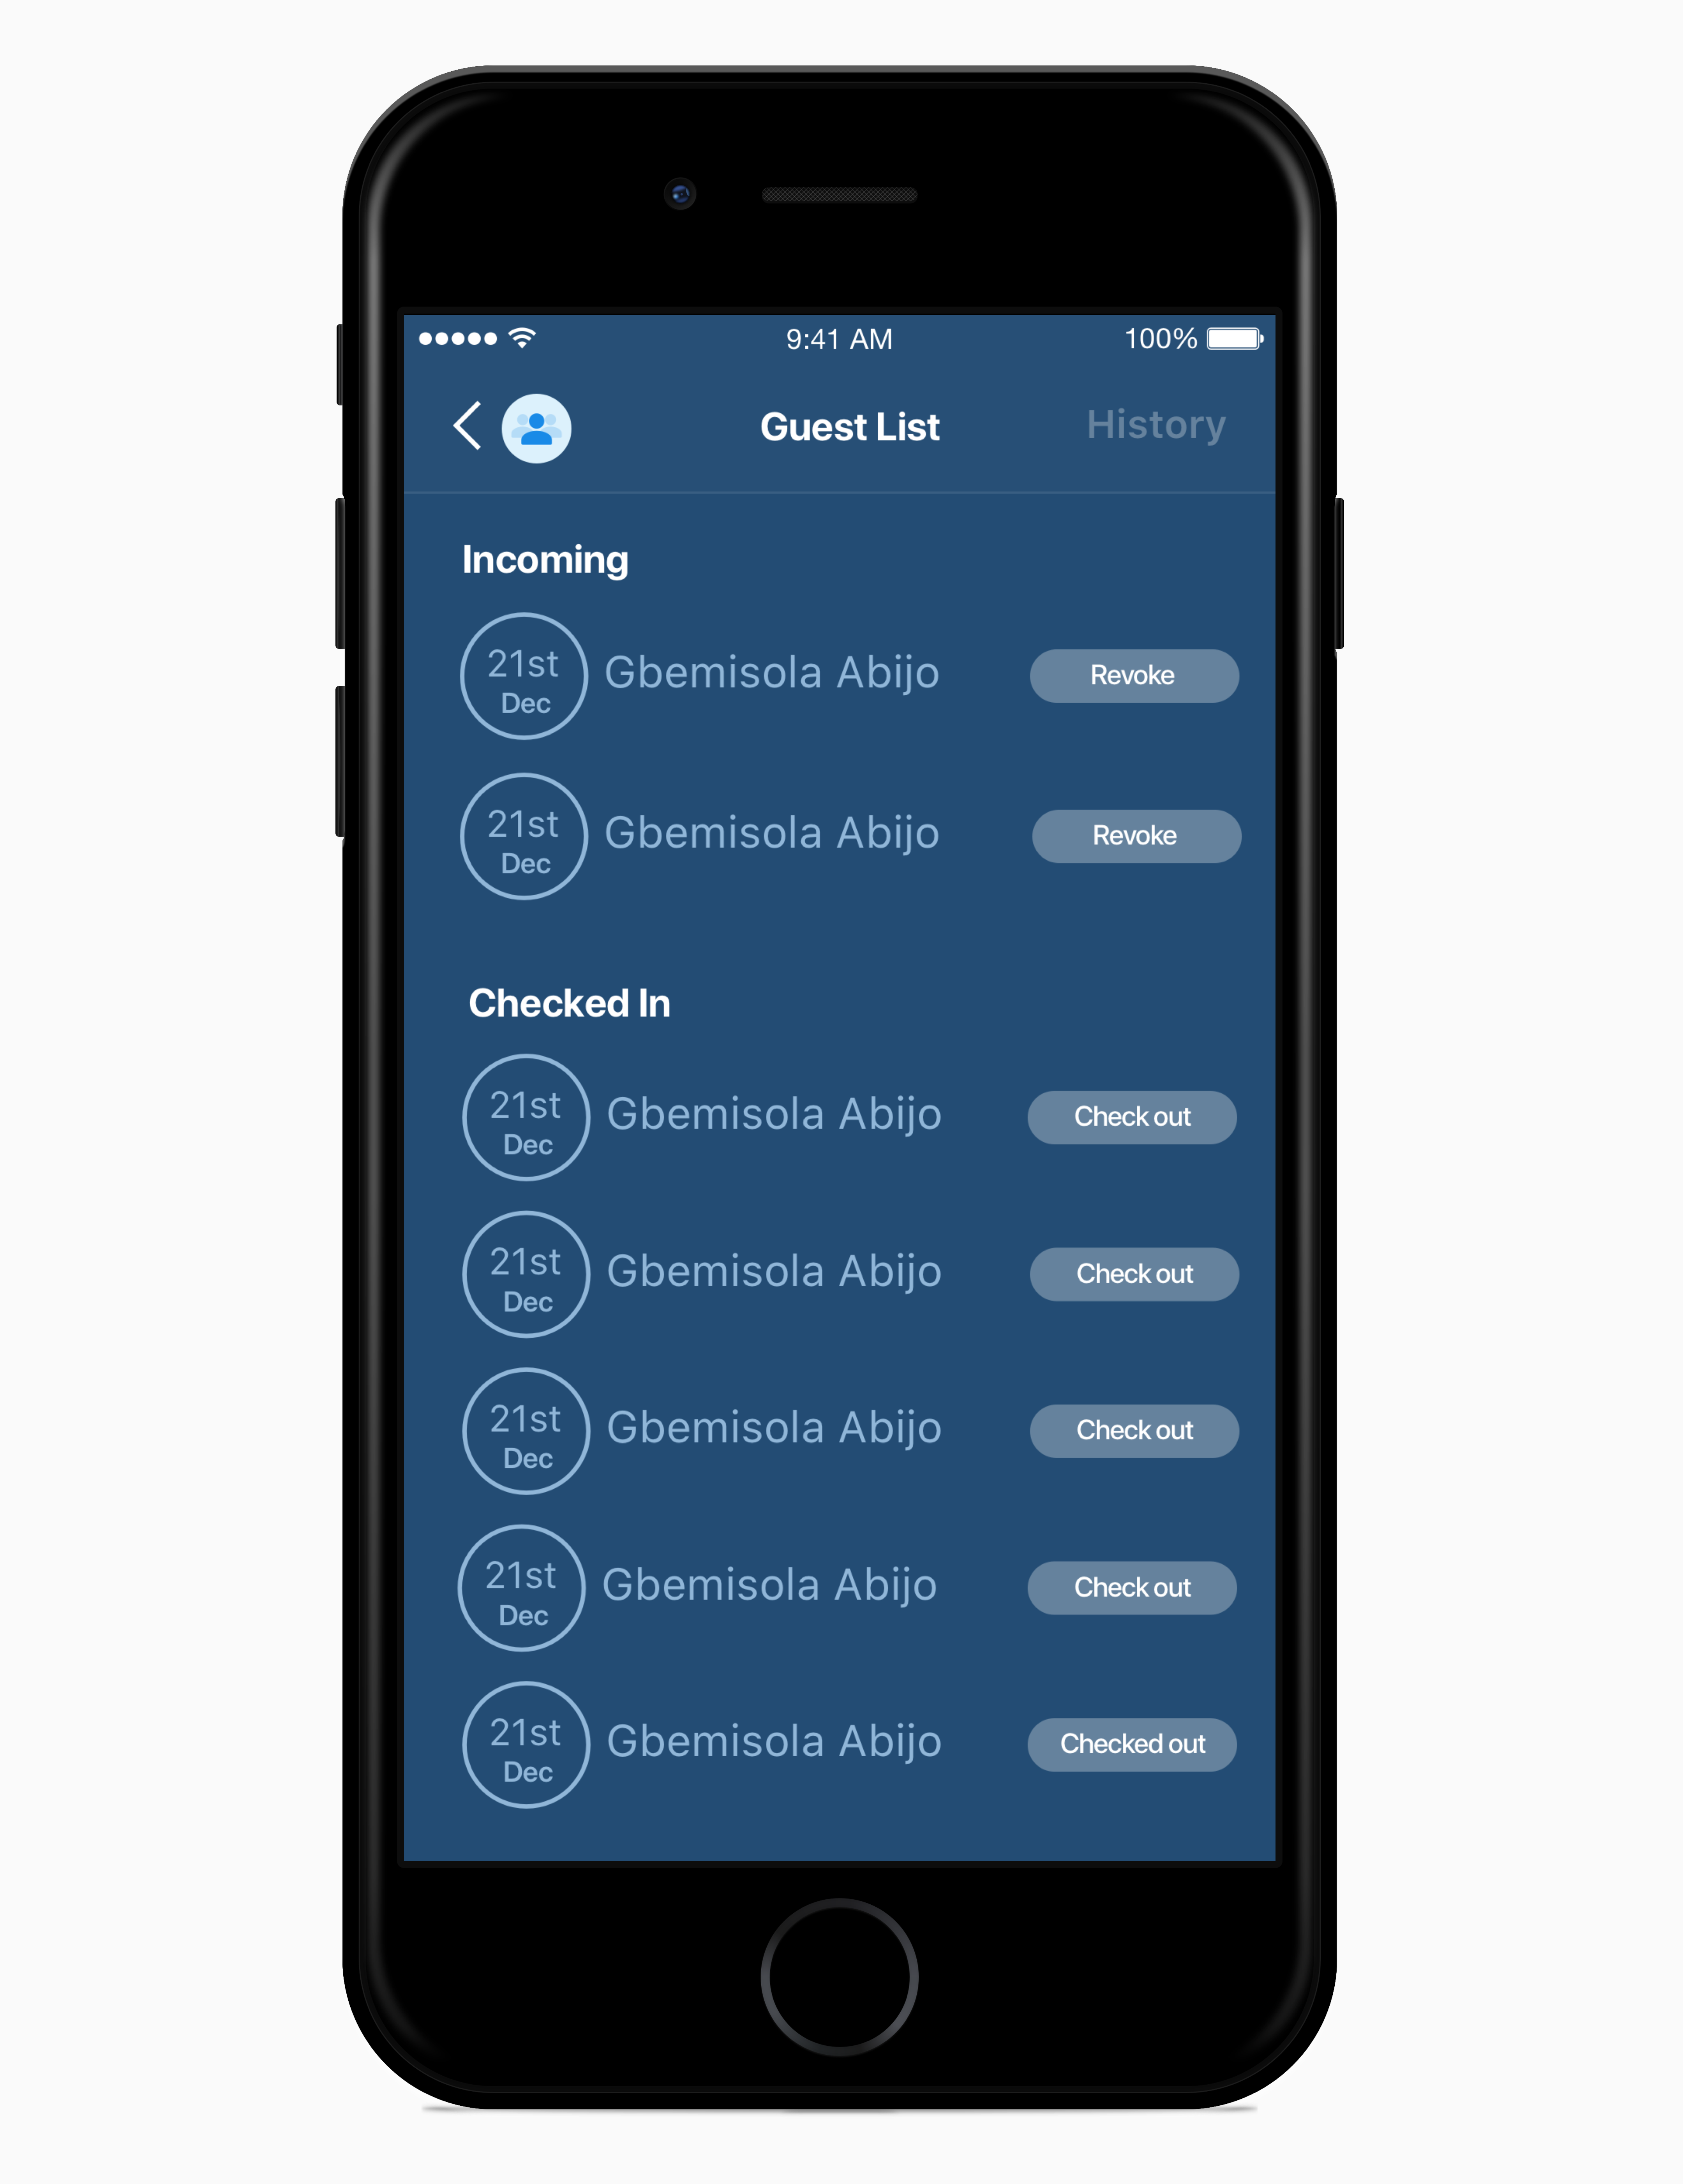 9:41 AM
100%
Guest List
History
Incoming
21st
Dec
Gbemisola Abijo
Revoke
21st
Dec
Gbemisola Abijo
Revoke
Checked In
21st
Dec
Gbemisola Abijo
Check out
21st
Dec
Gbemisola Abijo
Check out
21st
Dec
Gbemisola Abijo
Check out
21st
Dec
Gbemisola Abijo
Check out
21st
Dec
Gbemisola Abijo
Checked out